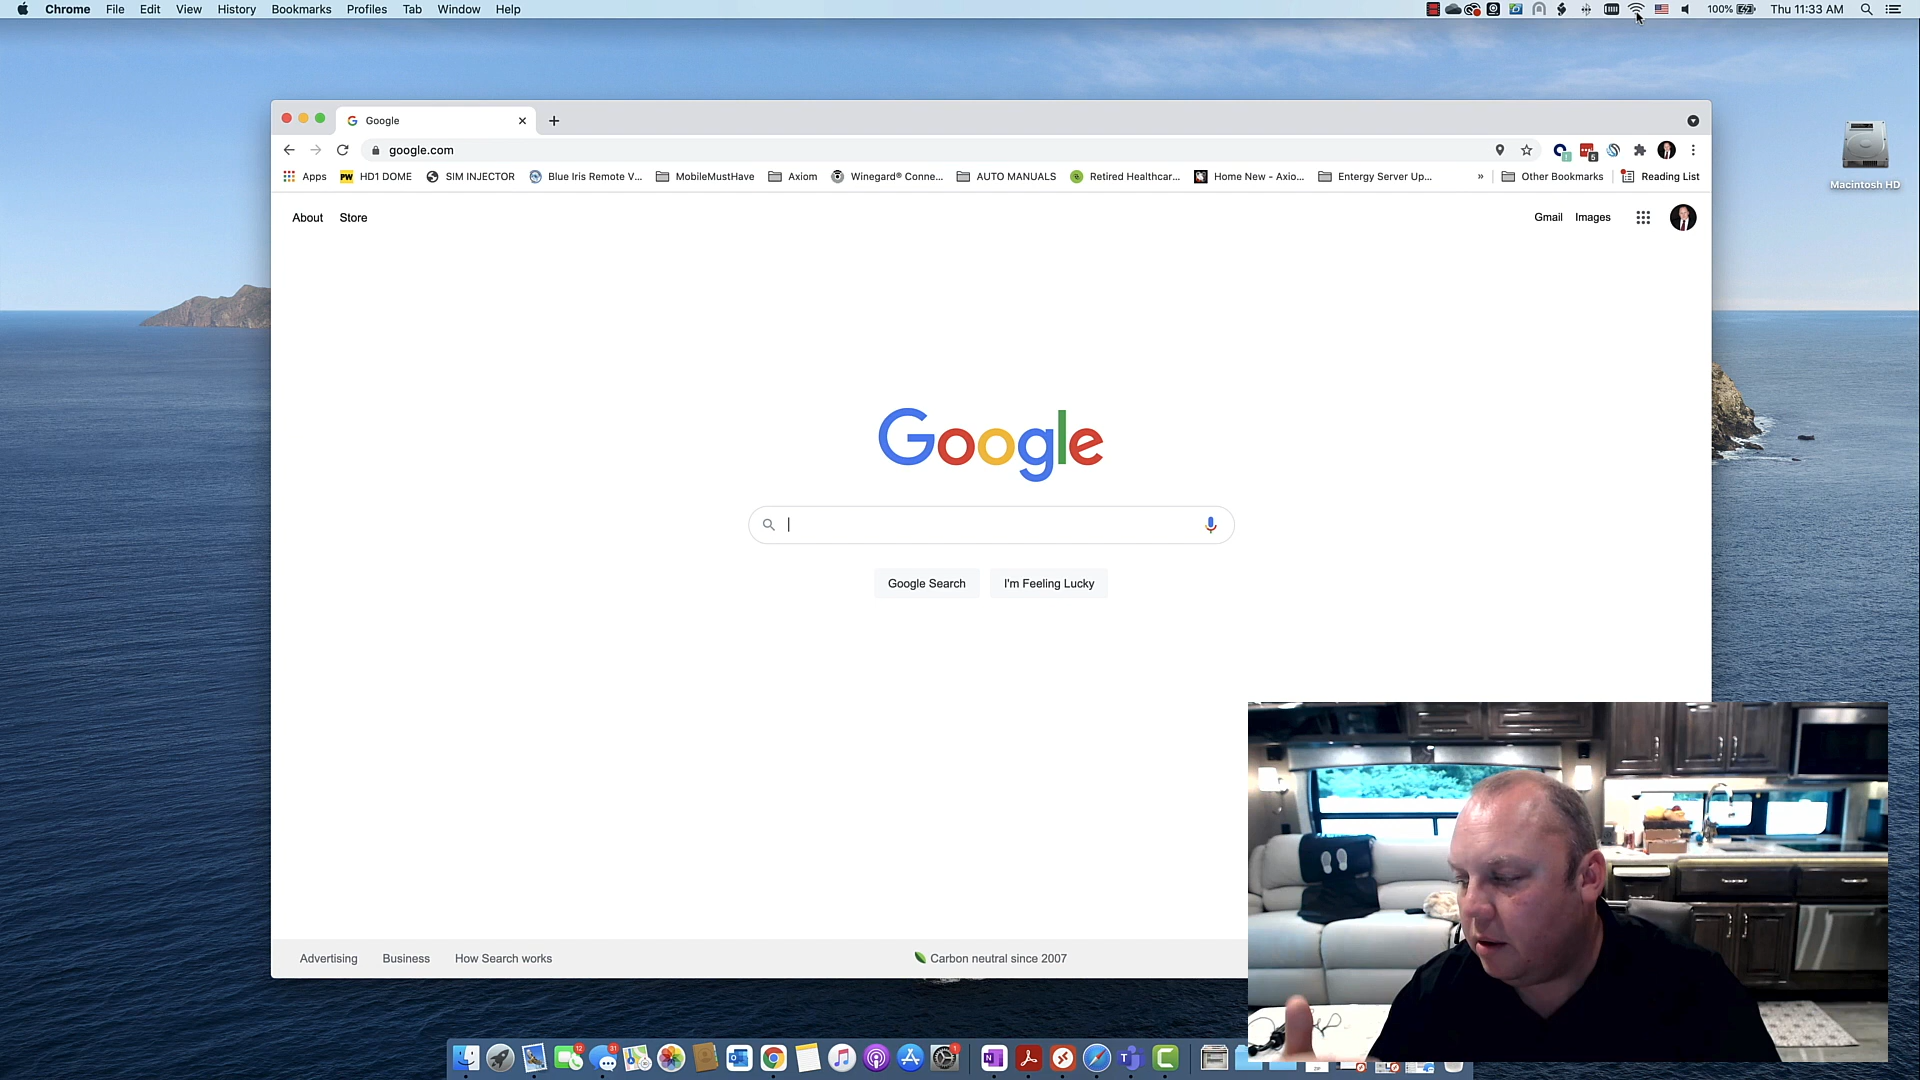 Chrome File Edit View History Bookmarks Profiles Tab Window Help 100% Thu 11:33 AM
Google
google.com
Apps PW HD1 DOME SIM INJECTOR Blue Iris Remote V... MobileMustHave Axiom Winegard® Conne... AUTO MANUALS Retired Healthcar... Home New - Axio... Entergy Server Up... » Other Bookmarks Reading List
Macintosh HD
About Store Gmail Images
Google
Google Search I'm Feeling Lucky
Advertising Business How Search works Carbon neutral since 2007